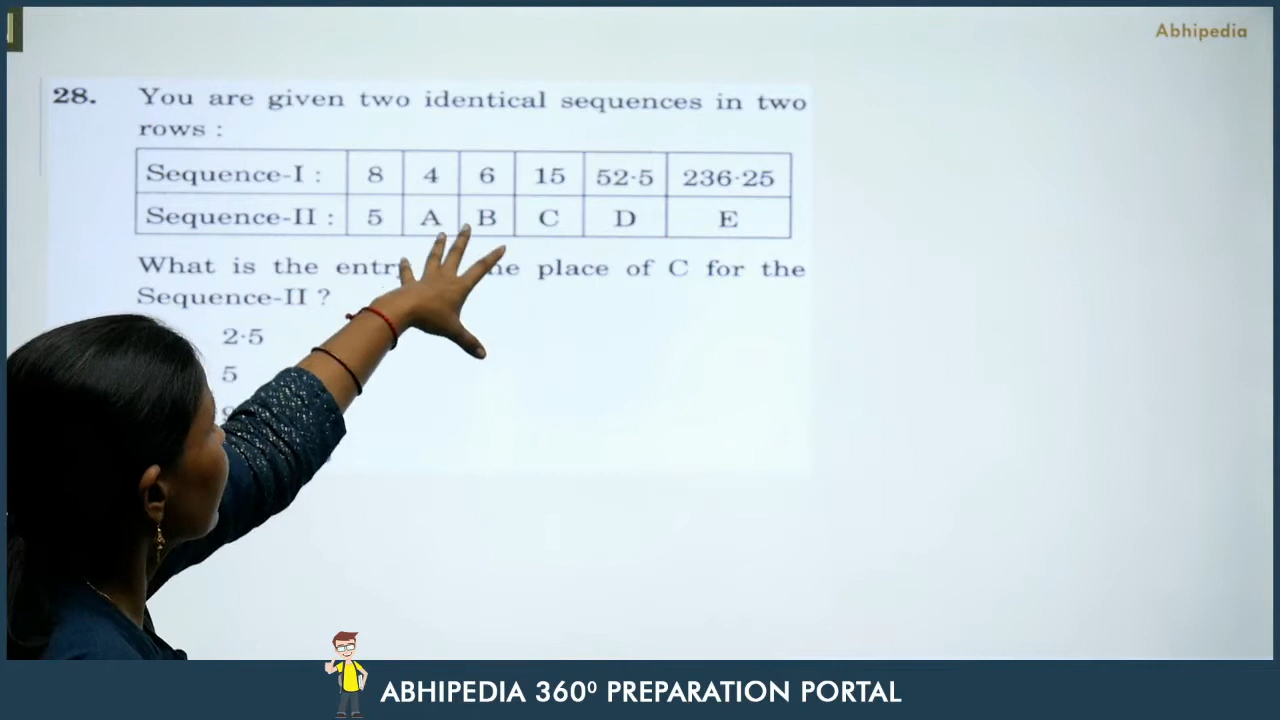 Abhipedia
28. You are given two identical sequences in two
rows :
Sequence-I : 8 4 6 15 52·5 236·25
Sequence-II : 5 A B C D E
What is the place of C for the
Sequence-II ?
2·5
5
ABHIPEDIA 360⁰ PREPARATION PORTAL